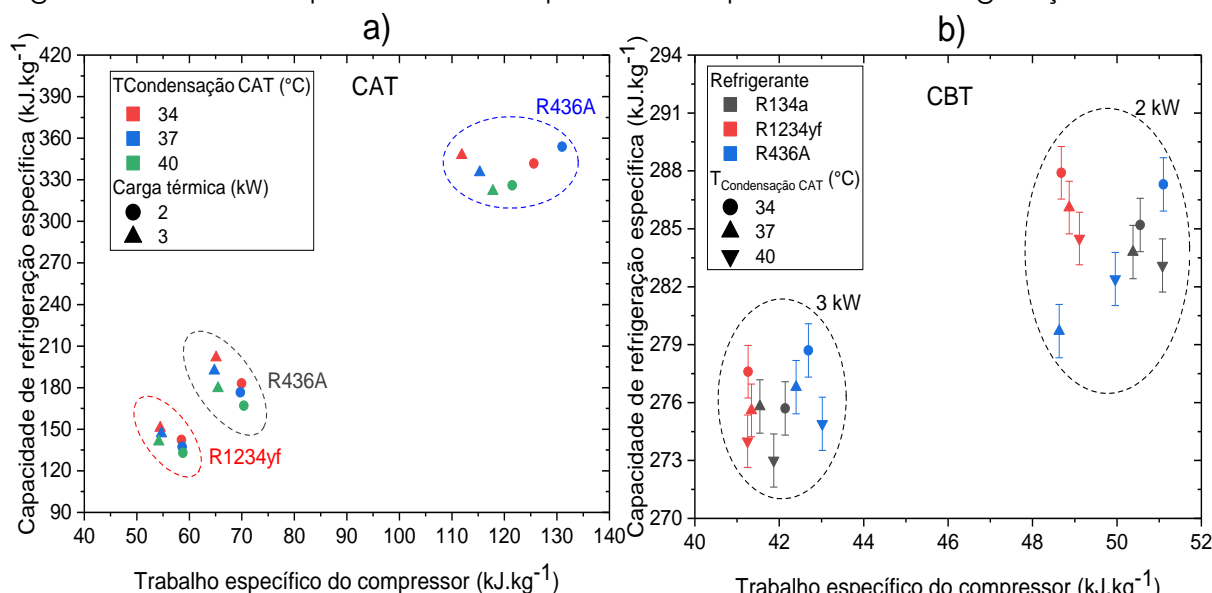 a)
b)
Capacidade de refrigeração específica (kJ.kg-1)
420
390
360
330
300
270
240
210
180
150
120
90
TCondensação CAT (°C)
34
37
40
Carga térmica (kW)
2
3
CAT
R436A
R436A
R1234yf
40 50 60 70 80 90 100 110 120 130 140
Trabalho específico do compressor (kJ.kg-1)
Capacidade de refrigeração específica (kJ.kg-1)
294
291
288
285
282
279
276
273
270
Refrigerante
R134a
R1234yf
R436A
TCondensação CAT (°C)
34
37
40
CBT
2 kW
3 kW
40 42 44 46 48 50 52
Trabalho específico do compressor (kJ.kg-1)